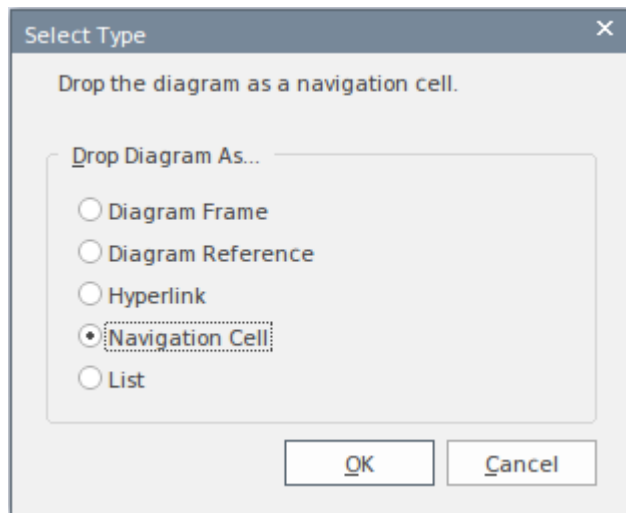 Select Type
Drop the diagram as a navigation cell.
Drop Diagram As...
Diagram Frame
Diagram Reference
Hyperlink
Navigation Cell
List
OK
Cancel